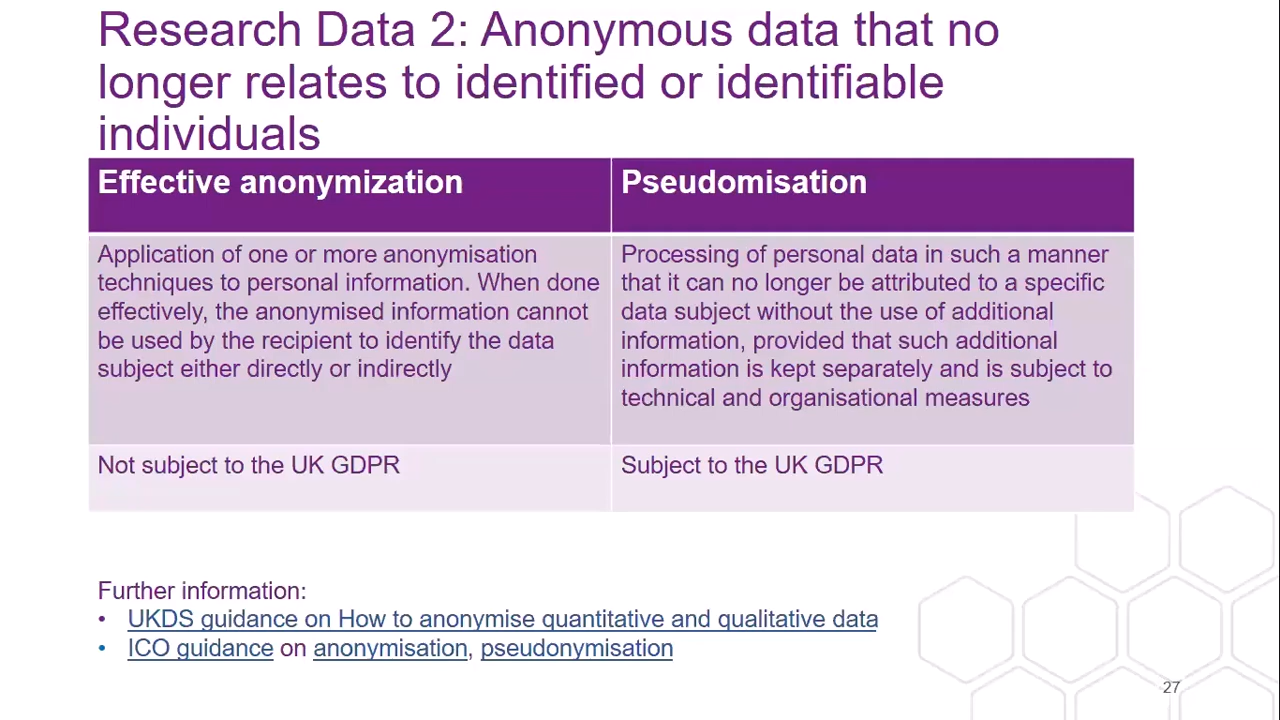 Research Data 2: Anonymous data that no
longer relates to identified or identifiable
individuals
Effective anonymization
Pseudomisation
Application of one or more anonymisation
techniques to personal information. When done
effectively, the anonymised information cannot
be used by the recipient to identify the data
subject either directly or indirectly
Processing of personal data in such a manner
that it can no longer be attributed to a specific
data subject without the use of additional
information, provided that such additional
information is kept separately and is subject to
technical and organisational measures
Not subject to the UK GDPR
Subject to the UK GDPR
Further information:
• UKDS guidance on How to anonymise quantitative and qualitative data
• ICO guidance on anonymisation, pseudonymisation
27